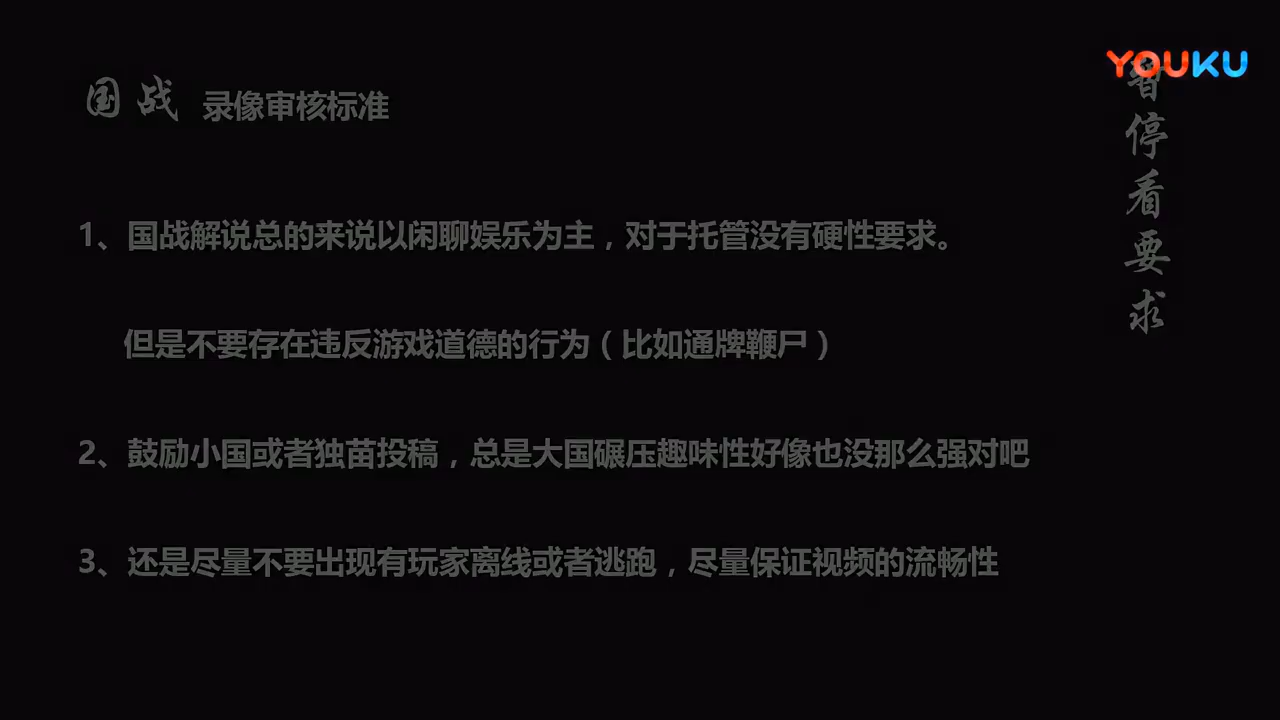 国战 录像审核标准
1、国战解说总的来说以闲聊娱乐为主，对于托管没有硬性要求。
但是不要存在违反游戏道德的行为（比如通牌鞭尸）
2、鼓励小国或者独苗投稿，总是大国碾压趣味性好像也没那么强对吧
3、还是尽量不要出现有玩家离线或者逃跑，尽量保证视频的流畅性
YOUKU
暂停看要求